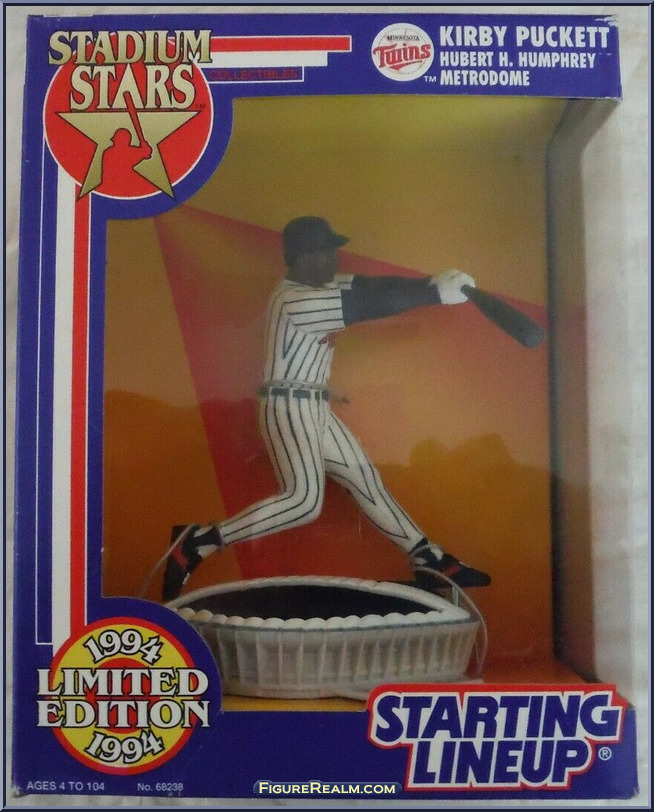 STADIUM
STARS™
COLLECTIBLES
MINNESOTA
Twins
™
KIRBY PUCKETT
HUBERT H. HUMPHREY
METRODOME
1994
LIMITED
EDITION
1994
STARTING
LINEUP®
AGES 4 TO 104 No. 68238
FIGUREREALM.COM